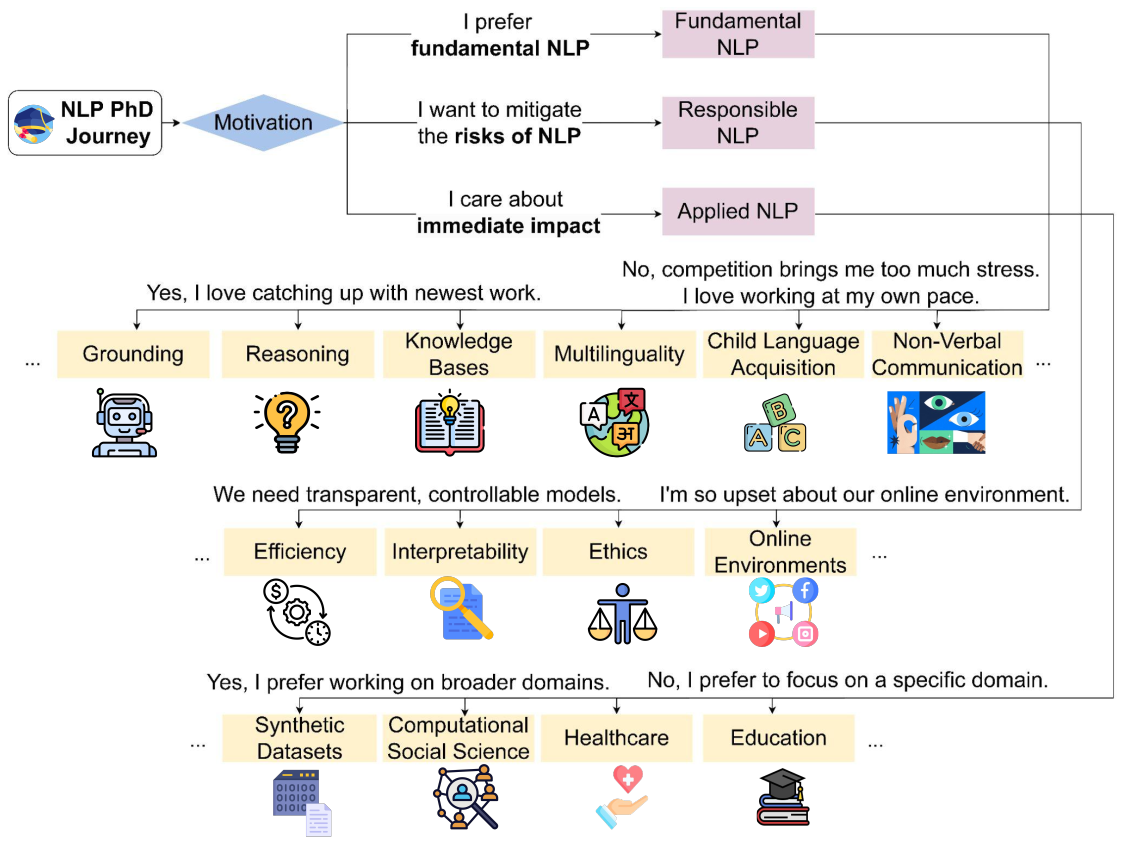 I prefer
fundamental NLP
Fundamental
NLP
NLP PhD
Journey
Motivation
I want to mitigate
the risks of NLP
Responsible
NLP
I care about
immediate impact
Applied NLP
Yes, I love catching up with newest work.
No, competition brings me too much stress.
I love working at my own pace.
...
Grounding
Reasoning
Knowledge
Bases
Multilinguality
Child Language
Acquisition
Non-Verbal
Communication
...
A
文
अ
A
B
C
We need transparent, controllable models.
I'm so upset about our online environment.
...
Efficiency
Interpretability
Ethics
Online
Environments
...
$
f
Yes, I prefer working on broader domains.
No, I prefer to focus on a specific domain.
...
Synthetic
Datasets
Computational
Social Science
Healthcare
Education
...
010100
010100